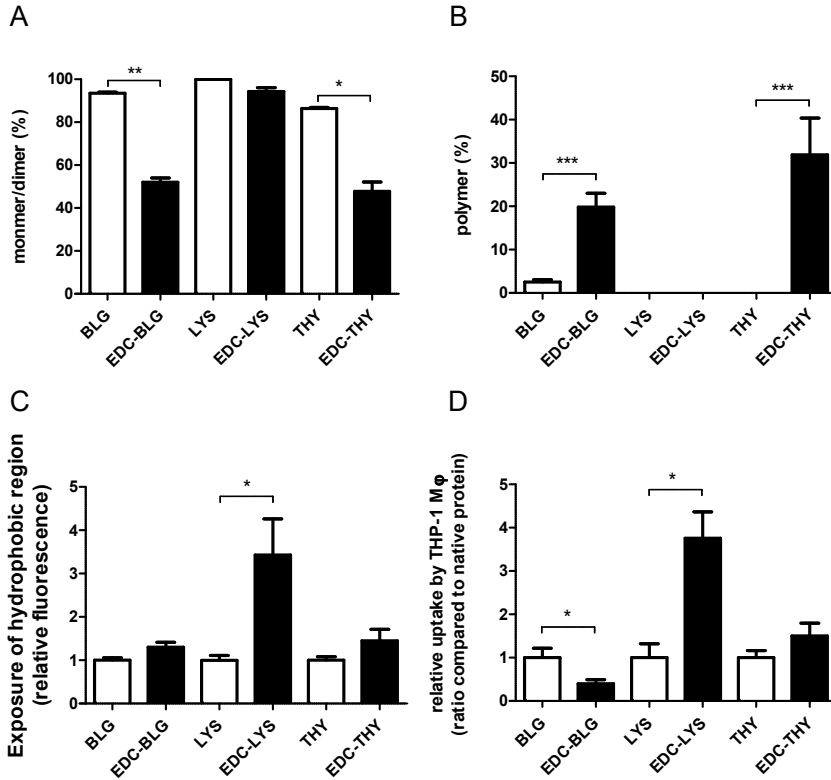 A
monmer/dimer (%)
100
80
60
40
20
0
**
*
BLG
EDC-BLG
LYS
EDC-LYS
THY
EDC-THY
B
polymer (%)
50
40
30
20
10
0
***
***
BLG
EDC-BLG
LYS
EDC-LYS
THY
EDC-THY
C
Exposure of hydrophobic region
(relative fluorescence)
5
4
3
2
1
0
*
BLG
EDC-BLG
LYS
EDC-LYS
THY
EDC-THY
D
relative uptake by THP-1 Mφ
(ratio compared to native protein)
5
4
3
2
1
0
*
*
BLG
EDC-BLG
LYS
EDC-LYS
THY
EDC-THY